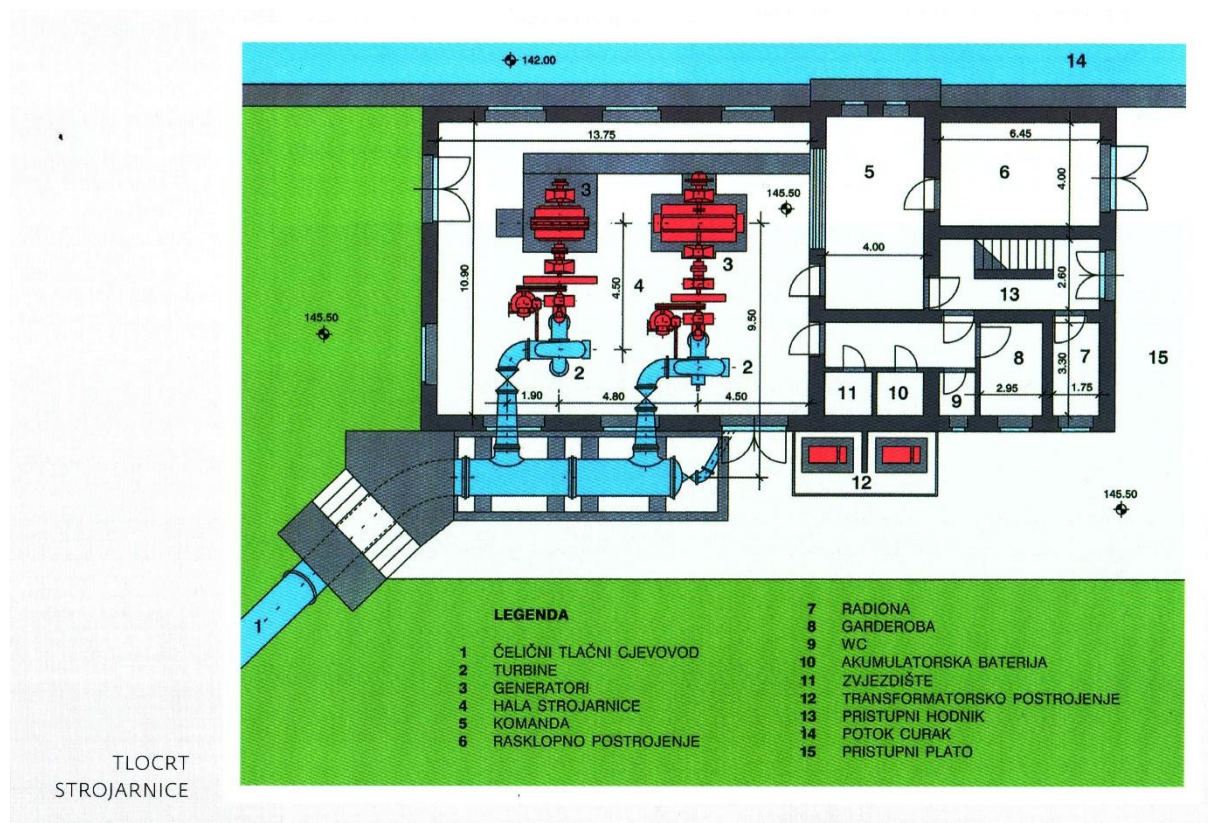 142.00
14
13.75
6.45
3
145.50
5
6
4.00
4.00
10.90
4.50
4
3
9.50
2.60
13
145.50
2
2
8
3.30
7
15
1.90
4.80
4.50
11
10
9
2.95
1.75
12
145.50
1
LEGENDA
1 ČELIČNI TLAČNI CJEVOVOD
2 TURBINE
3 GENERATORI
4 HALA STROJARNICE
5 KOMANDA
6 RASKLOPNO POSTROJENJE
7 RADIONA
8 GARDEROBA
9 WC
10 AKUMULATORSKA BATERIJA
11 ZVJEZDIŠTE
12 TRANSFORMATORSKO POSTROJENJE
13 PRISTUPNI HODNIK
14 POTOK CURAK
15 PRISTUPNI PLATO
TLOCRT
STROJARNICE